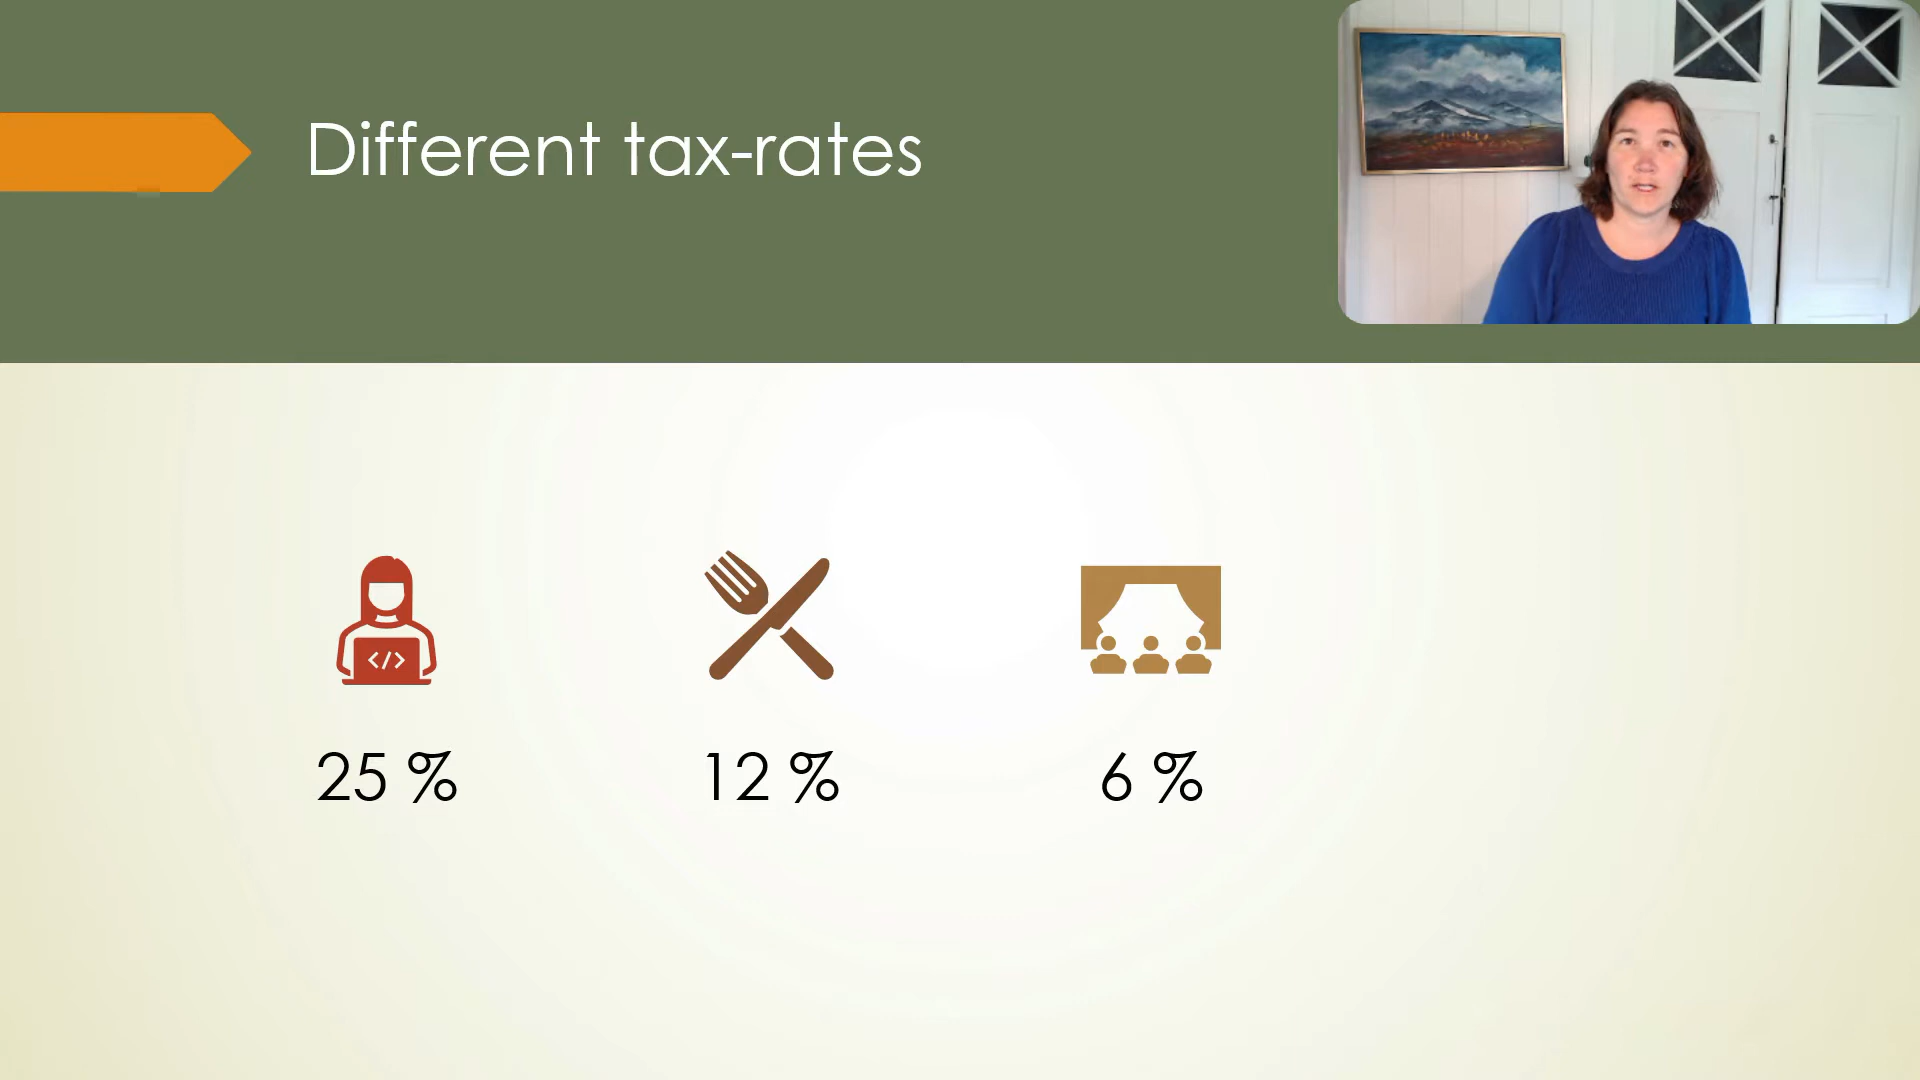 Different tax-rates
</>
25 %
12 %
6 %